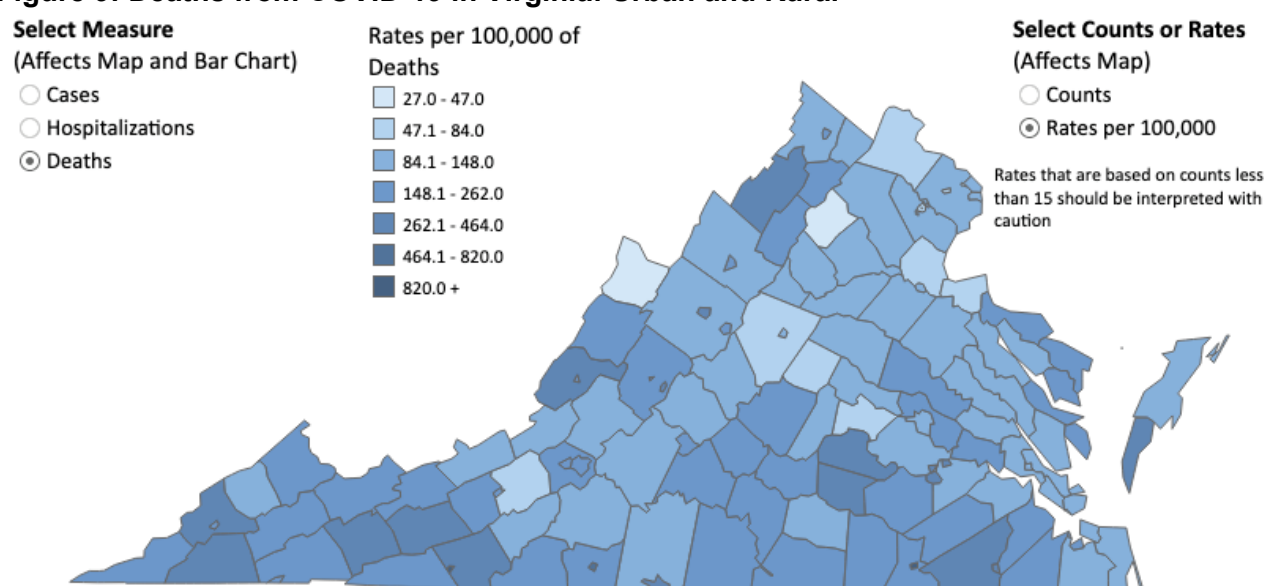 Select Measure
(Affects Map and Bar Chart)
Cases
Hospitalizations
Deaths
Rates per 100,000 of
Deaths
27.0 - 47.0
47.1 - 84.0
84.1 - 148.0
148.1 - 262.0
262.1 - 464.0
464.1 - 820.0
820.0 +
Select Counts or Rates
(Affects Map)
Counts
Rates per 100,000
Rates that are based on counts less
than 15 should be interpreted with
caution